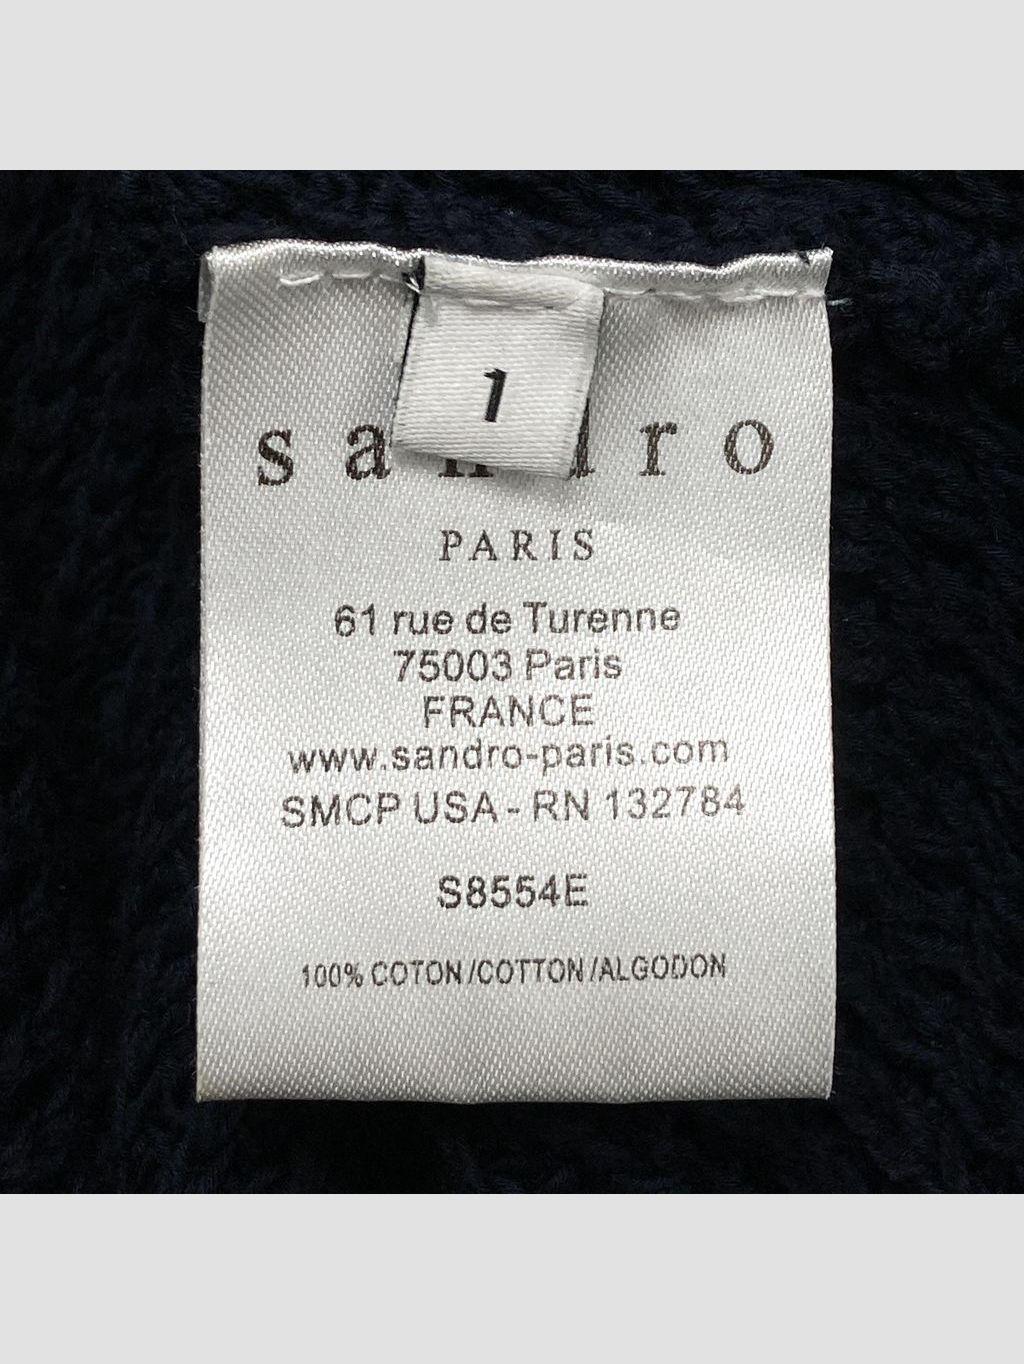 1
sandro
PARIS
61 rue de Turenne
75003 Paris
FRANCE
www.sandro-paris.com
SMCP USA - RN 132784
S8554E
100% COTON/COTTON/ALGODON